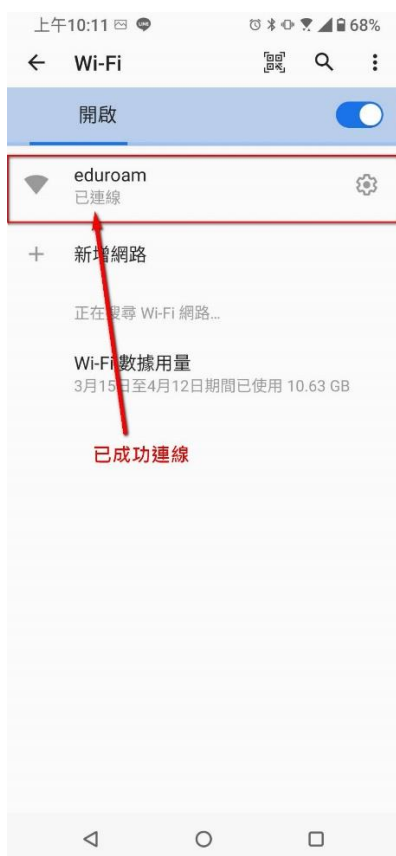 上午10:11 68%
Wi-Fi
開啟
eduroam
已連線
新增網路
正在搜尋 Wi-Fi 網路...
Wi-Fi 數據用量
3月15日至4月12日期間已使用 10.63 GB
已成功連線